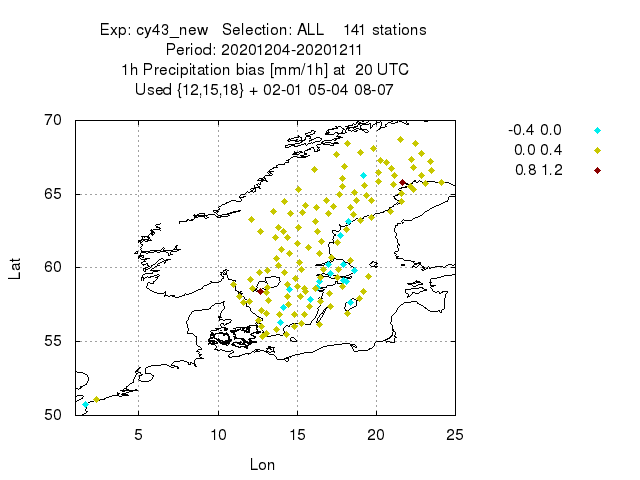 Exp: cy43_new   Selection: ALL    141 stations
Period: 20201204-20201211
1h Precipitation bias [mm/1h] at  20 UTC
Used {12,15,18} + 02-01 05-04 08-07
-0.4 0.0
0.0 0.4
0.8 1.2
70
65
60
55
50
Lat
5
10
15
20
25
Lon